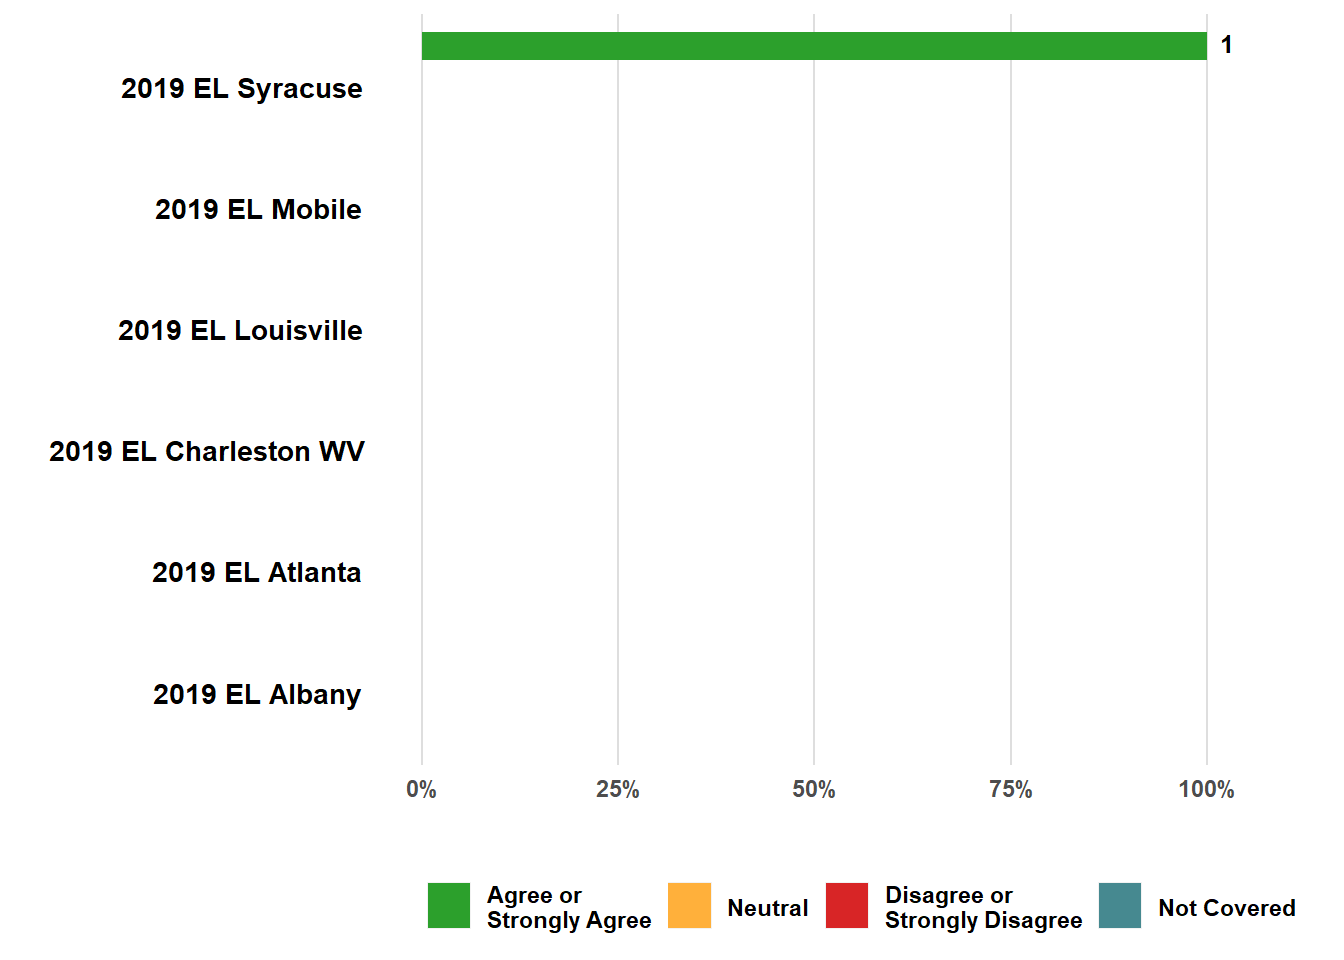 1
2019 EL Syracuse
2019 EL Mobile
2019 EL Louisville
2019 EL Charleston WV
2019 EL Atlanta
2019 EL Albany
0% 25% 50% 75% 100%
Agree or
Strongly Agree
Neutral
Disagree or
Strongly Disagree
Not Covered